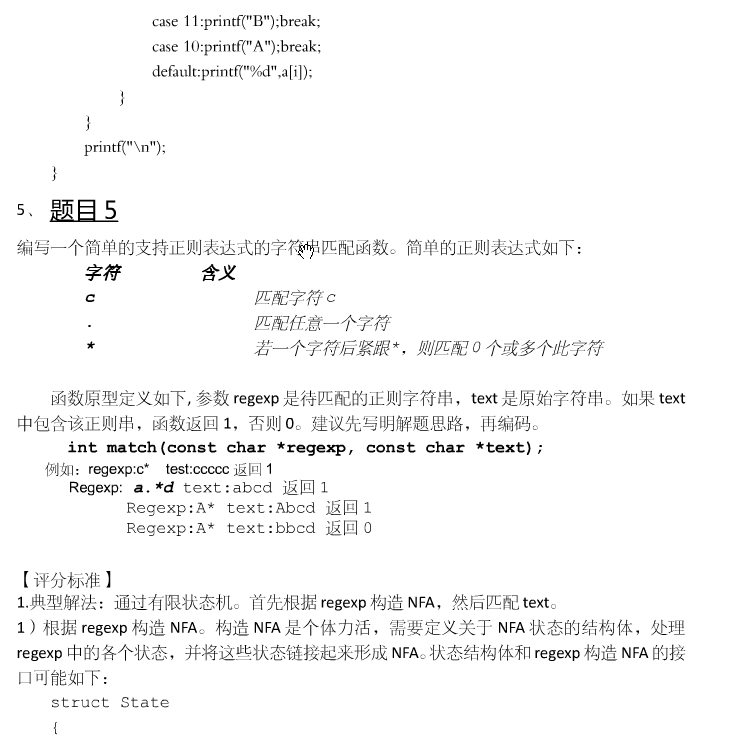 case 11:printf("B");break;
case 10:printf("A");break;
default:printf("%d",a[i]);
}
}
printf("\n");
}
5、 题目 5
编写一个简单的支持正则表达式的字符串匹配函数。简单的正则表达式如下：
字符 含义
c 匹配字符 c
. 匹配任意一个字符
* 若一个字符后紧跟*，则匹配 0 个或多个此字符
函数原型定义如下, 参数 regexp 是待匹配的正则字符串，text 是原始字符串。如果 text
中包含该正则串，函数返回 1，否则 0。建议先写明解题思路，再编码。
int match(const char *regexp, const char *text);
例如：regexp:c* test:ccccc 返回 1
Regexp: a.*d text:abcd 返回 1
Regexp:A* text:Abcd 返回 1
Regexp:A* text:bbcd 返回 0
【评分标准】
1.典型解法：通过有限状态机。首先根据 regexp 构造 NFA，然后匹配 text。
1）根据 regexp 构造 NFA。构造 NFA 是个体力活，需要定义关于 NFA 状态的结构体，处理
regexp 中的各个状态，并将这些状态链接起来形成 NFA。状态结构体和 regexp 构造 NFA 的接
口可能如下：
struct State
{